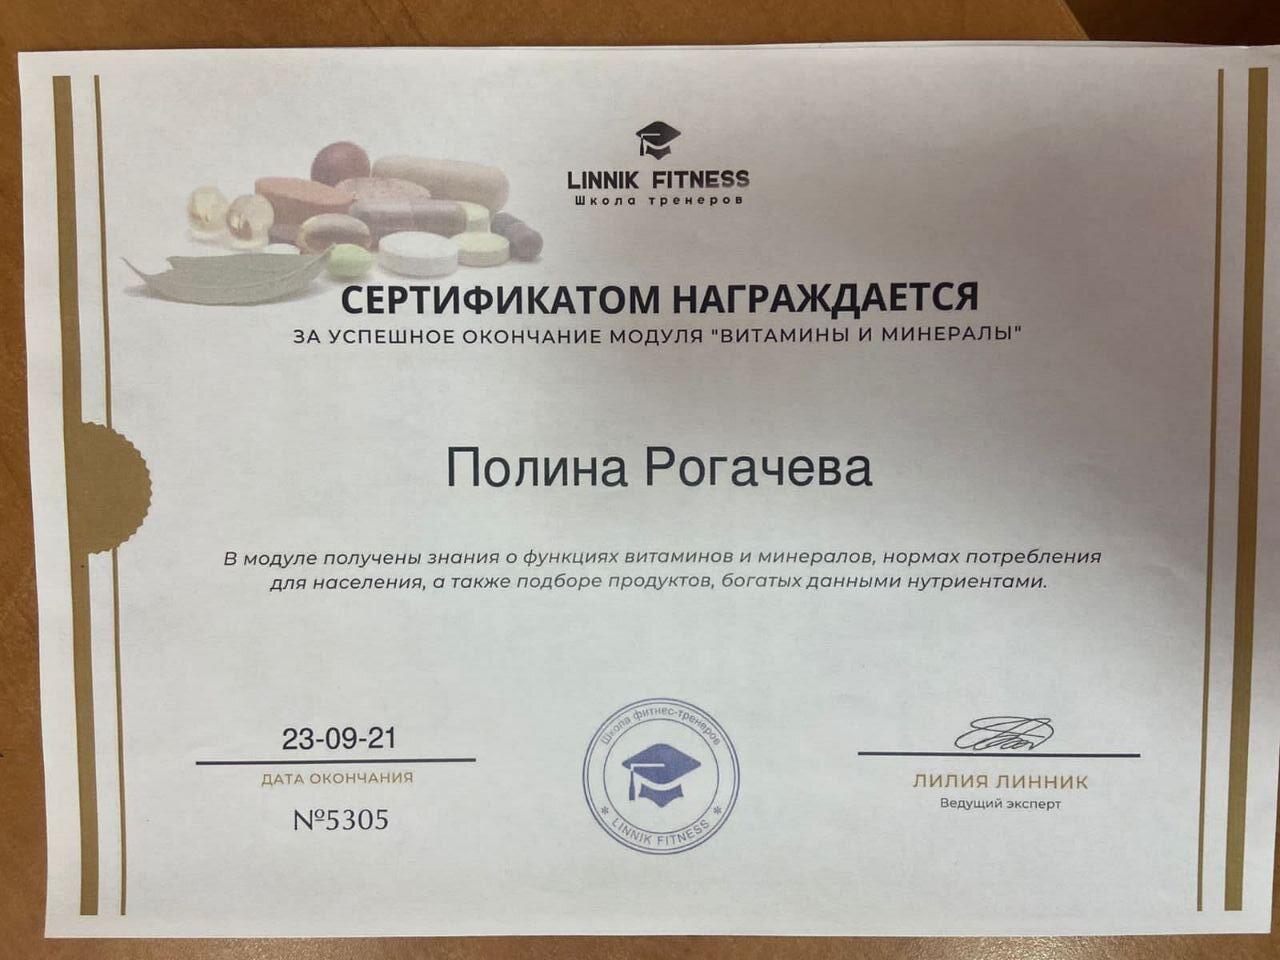 LINNIK FITNESS
Школа тренеров
СЕРТИФИКАТОМ НАГРАЖДАЕТСЯ
ЗА УСПЕШНОЕ ОКОНЧАНИЕ МОДУЛЯ "ВИТАМИНЫ И МИНЕРАЛЫ"
Полина Рогачева
В модуле получены знания о функциях витаминов и минералов, нормах потребления
для населения, а также подборе продуктов, богатых данными нутриентами.
23-09-21
ДАТА ОКОНЧАНИЯ
№5305
Школа фитнес-тренеров
* LINNIK FITNESS *
ЛИЛИЯ ЛИННИК
Ведущий эксперт